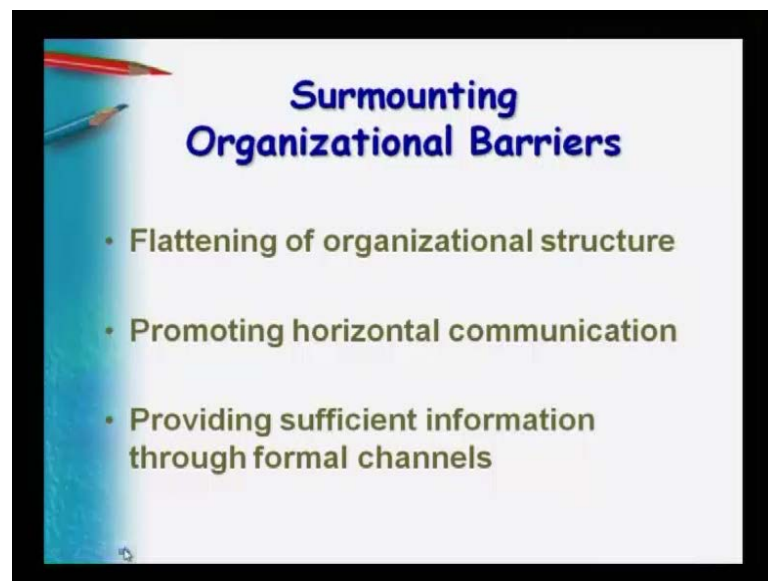 Surmounting
Organizational Barriers
• Flattening of organizational structure
• Promoting horizontal communication
• Providing sufficient information
through formal channels